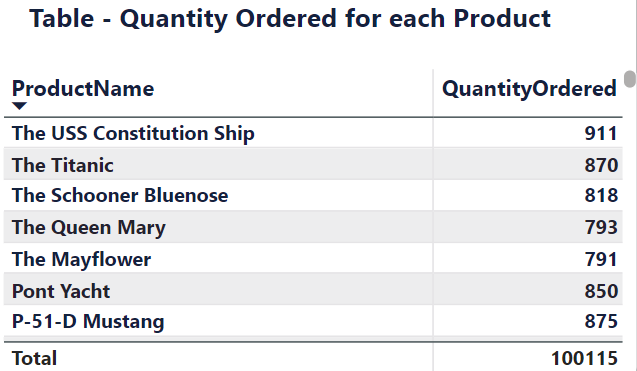 Table - Quantity Ordered for each Product
ProductName QuantityOrdered
The USS Constitution Ship 911
The Titanic 870
The Schooner Bluenose 818
The Queen Mary 793
The Mayflower 791
Pont Yacht 850
P-51-D Mustang 875
Total 100115